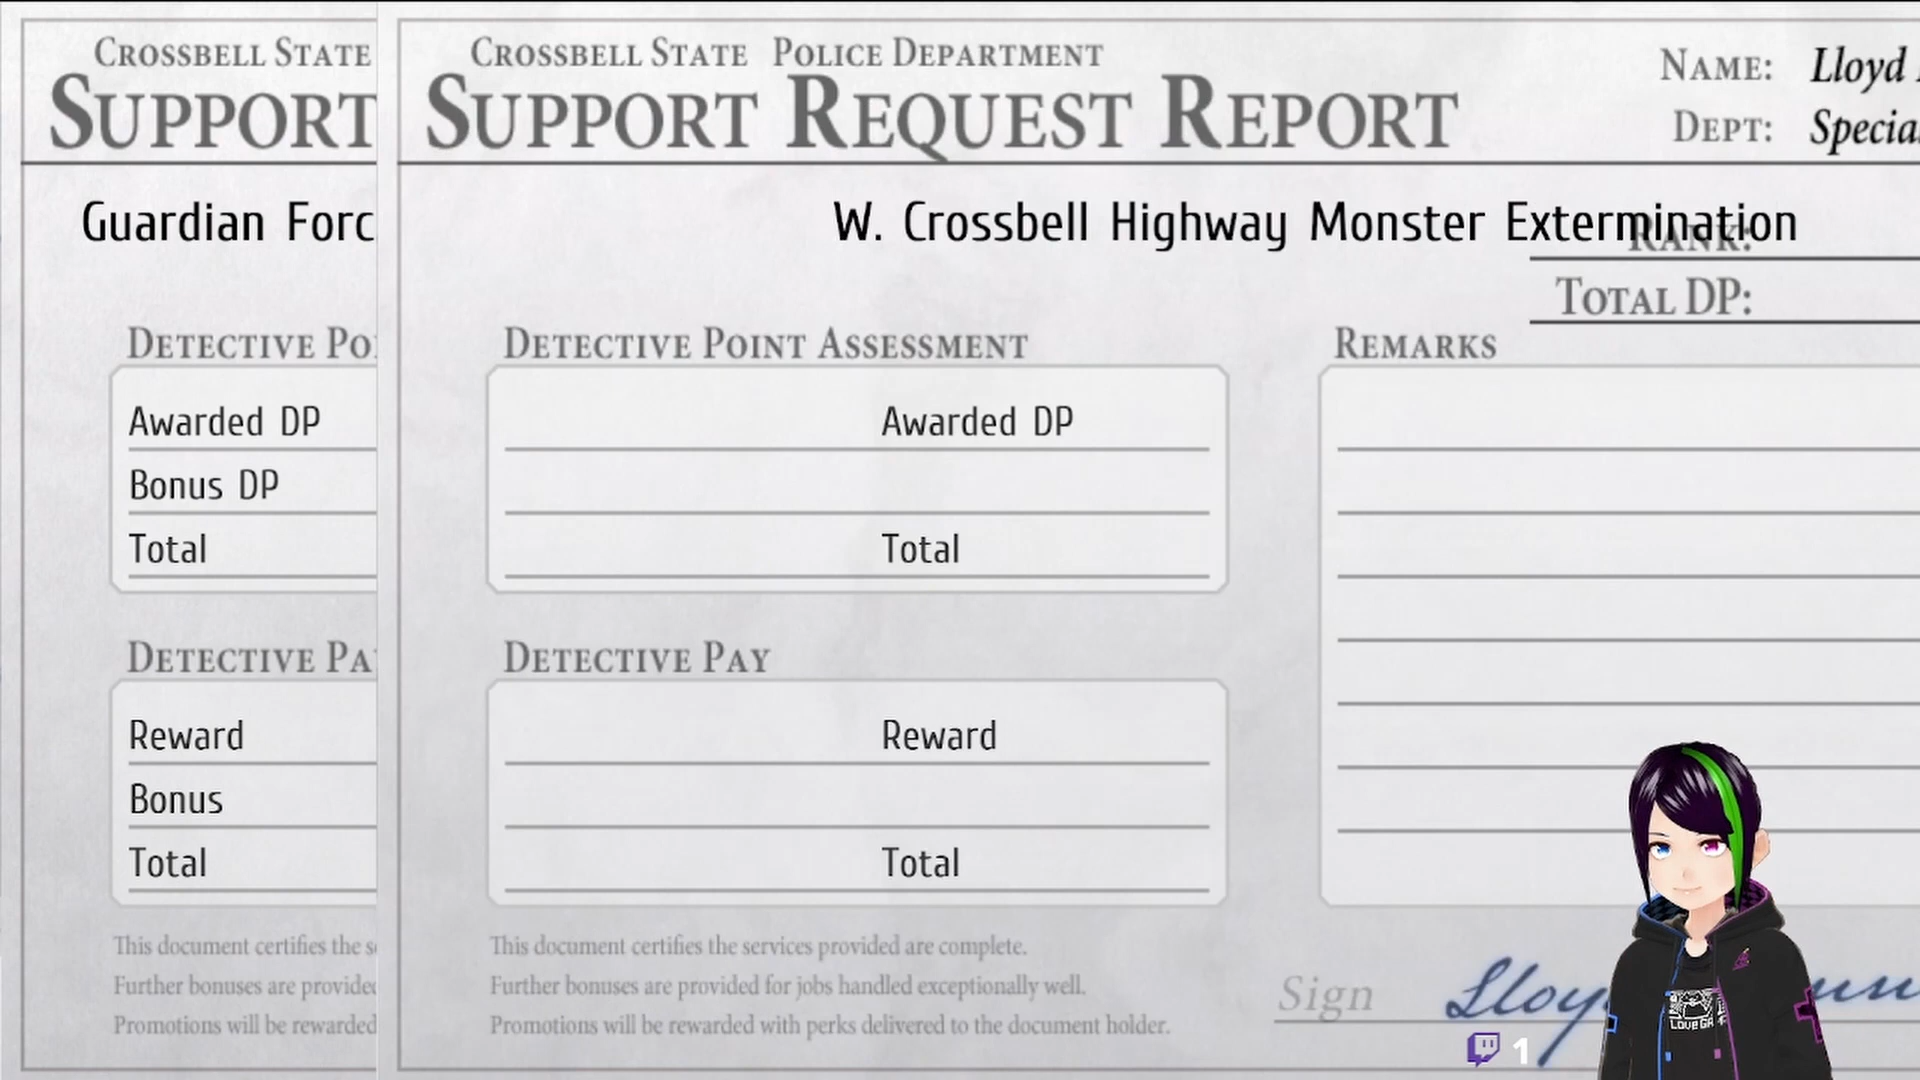 CROSSBELL STATE
SUPPORT
Guardian Forc
DETECTIVE PO
Awarded DP
Bonus DP
Total
DETECTIVE PA
Reward
Bonus
Total
This document certifies the s
Further bonuses are provided
Promotions will be rewarded
CROSSBELL STATE POLICE DEPARTMENT
SUPPORT REQUEST REPORT
NAME: Lloyd
DEPT: Specia
W. Crossbell Highway Monster Extermination
RANK:
TOTAL DP:
DETECTIVE POINT ASSESSMENT
Awarded DP
Total
REMARKS
DETECTIVE PAY
Reward
Total
This document certifies the services provided are complete.
Further bonuses are provided for jobs handled exceptionally well.
Promotions will be rewarded with perks delivered to the document holder.
Sign Lloyd
1